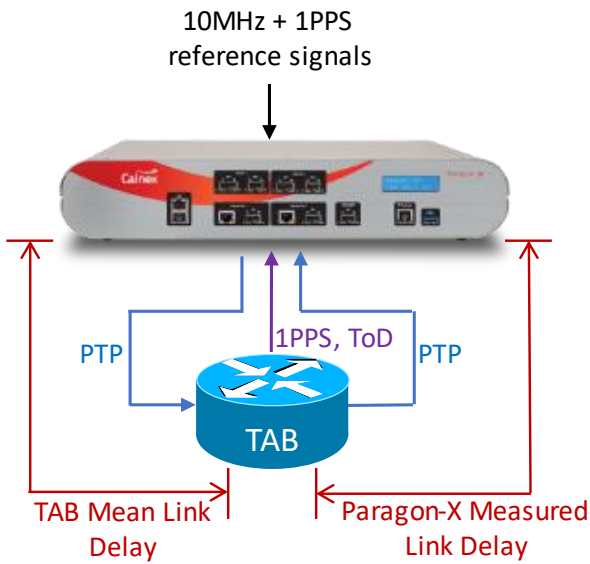 10MHz + 1PPS
reference signals
Calnex
PTP
1PPS, ToD
PTP
TAB
TAB Mean Link
Delay
Paragon-X Measured
Link Delay